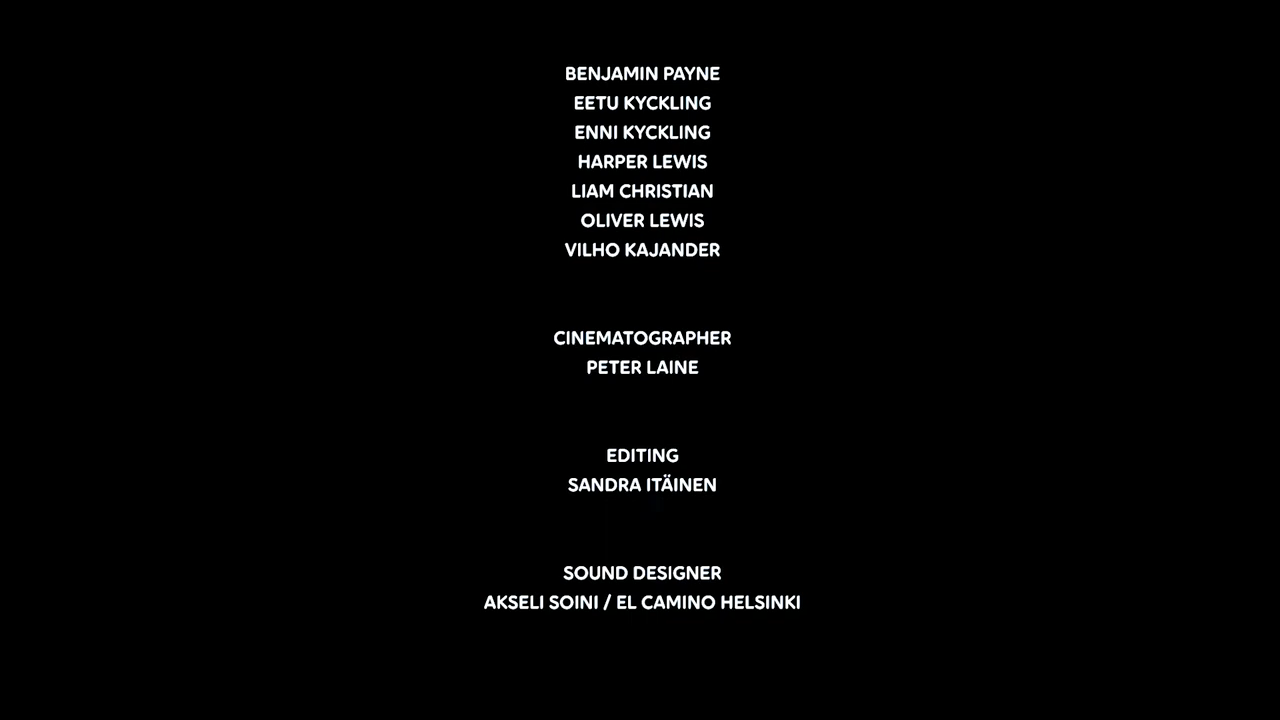 BENJAMIN PAYNE
EETU KYCKLING
ENNI KYCKLING
HARPER LEWIS
LIAM CHRISTIAN
OLIVER LEWIS
VILHO KAJANDER
CINEMATOGRAPHER
PETER LAINE
EDITING
SANDRA ITÄINEN
SOUND DESIGNER
AKSELI SOINI / EL CAMINO HELSINKI